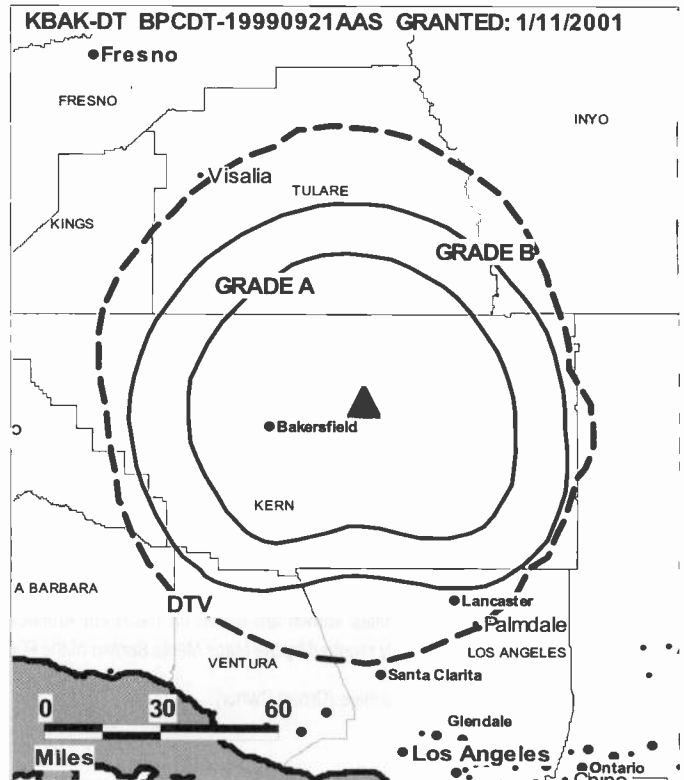 KBAK-DT BPCDT-19990921AAS GRANTED: 1/11/2001
Fresno
FRESNO
INYO
Visalia
TULARE
KINGS
GRADE B
GRADE A
Bakersfield
KERN
A BARBARA
DTV
Lancaster
Palmdale
LOS ANGELES
VENTURA
Santa Clarita
0 30 60
Miles
Glendale
Los Angeles
Ontario
Chino